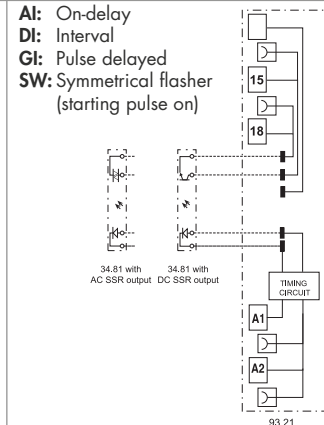 AI: On-delay
DI: Interval
GI: Pulse delayed
SW: Symmetrical flasher
(starting pulse on)
15
18
34.81 with
AC SSR output
34.81 with
DC SSR output
TIMING
CIRCUIT
A1
A2
93.21